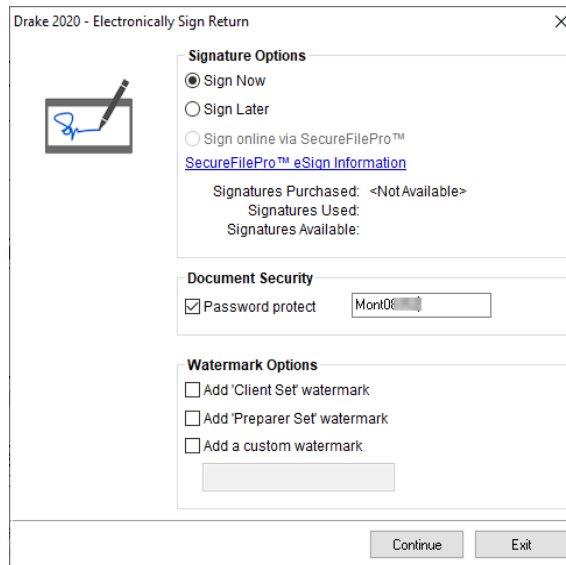 Drake 2020 - Electronically Sign Return
Signature Options
Sign Now
Sign Later
Sign online via SecureFilePro™
SecureFilePro™ eSign Information
Signatures Purchased: <Not Available>
Signatures Used:
Signatures Available:
Document Security
Password protect Mont08
Watermark Options
Add 'Client Set' watermark
Add 'Preparer Set' watermark
Add a custom watermark
Continue Exit